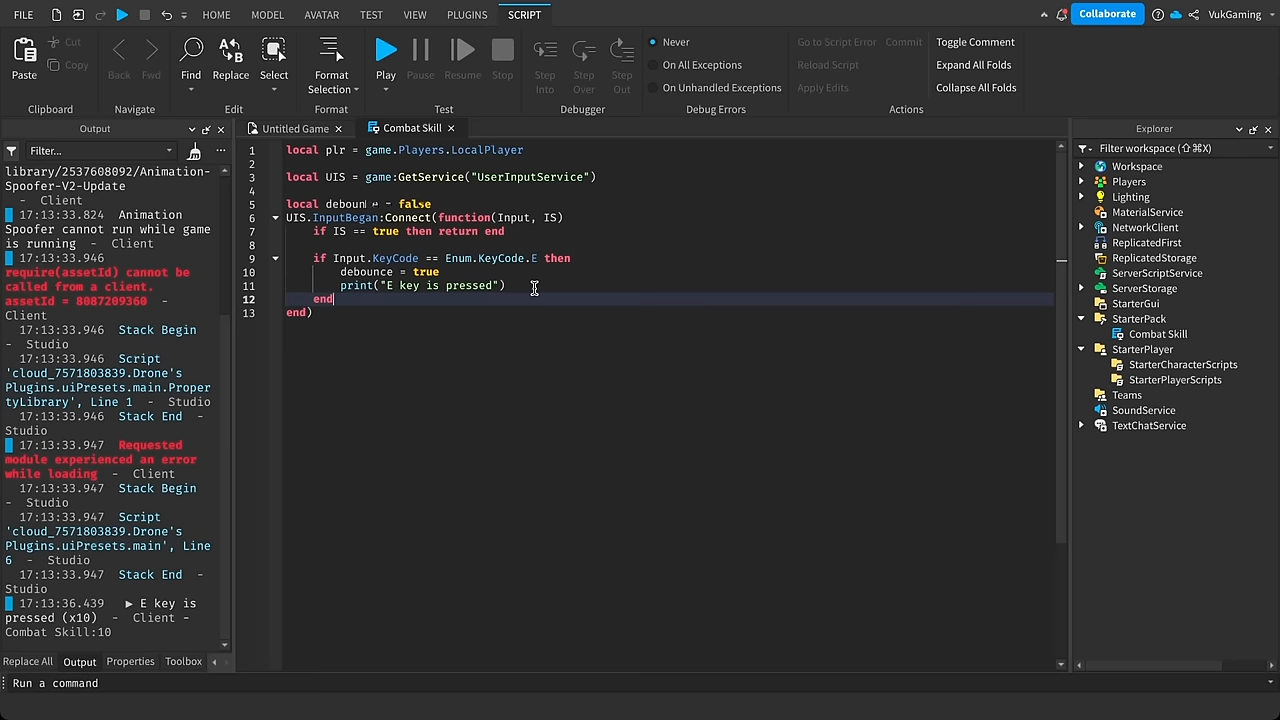 FILE HOME MODEL AVATAR TEST VIEW PLUGINS SCRIPT Collaborate VukGaming
Paste Cut Copy
Back Fwd
Find Replace Select
Format Selection
Play Pause Resume Stop
Step Into Step Over Step Out
Never
On All Exceptions
On Unhandled Exceptions
Go to Script Error Commit
Reload Script
Apply Edits
Toggle Comment
Expand All Folds
Collapse All Folds
Clipboard Navigate Edit Format Test Debugger Debug Errors Actions
Output
Filter...
library/2537608092/Animation-
Spoofer-V2-Update
- Client
17:13:33.824 Animation
Spoofer cannot run while game
is running - Client
17:13:33.946
require(assetId) cannot be
called from a client.
assetId = 8087209360 -
Client
17:13:33.946 Stack Begin
- Studio
17:13:33.946 Script
'cloud_7571803839.Drone's
Plugins.uiPresets.main.Proper
tyLibrary', Line 1 - Studio
17:13:33.946 Stack End -
Studio
17:13:33.947 Requested
module experienced an error
while loading - Client
17:13:33.947 Stack Begin
- Studio
17:13:33.947 Script
'cloud_7571803839.Drone's
Plugins.uiPresets.main', Line
6 - Studio
17:13:33.947 Stack End -
Studio
17:13:36.439 ▶ E key is
pressed (x10) - Client -
Combat Skill:10
Replace All Output Properties Toolbox
Run a command
Untitled Game Combat Skill
1 local plr = game.Players.LocalPlayer
2
3 local UIS = game:GetService("UserInputService")
4
5 local deboun = false
6 UIS.InputBegan:Connect(function(Input, IS)
7 if IS == true then return end
8
9 if Input.KeyCode == Enum.KeyCode.E then
10 debounce = true
11 print("E key is pressed")
12 end
13 end)
Explorer
Filter workspace (⇧⌘X)
Workspace
Players
Lighting
MaterialService
NetworkClient
ReplicatedFirst
ReplicatedStorage
ServerScriptService
ServerStorage
StarterGui
StarterPack
Combat Skill
StarterPlayer
StarterCharacterScripts
StarterPlayerScripts
Teams
SoundService
TextChatService